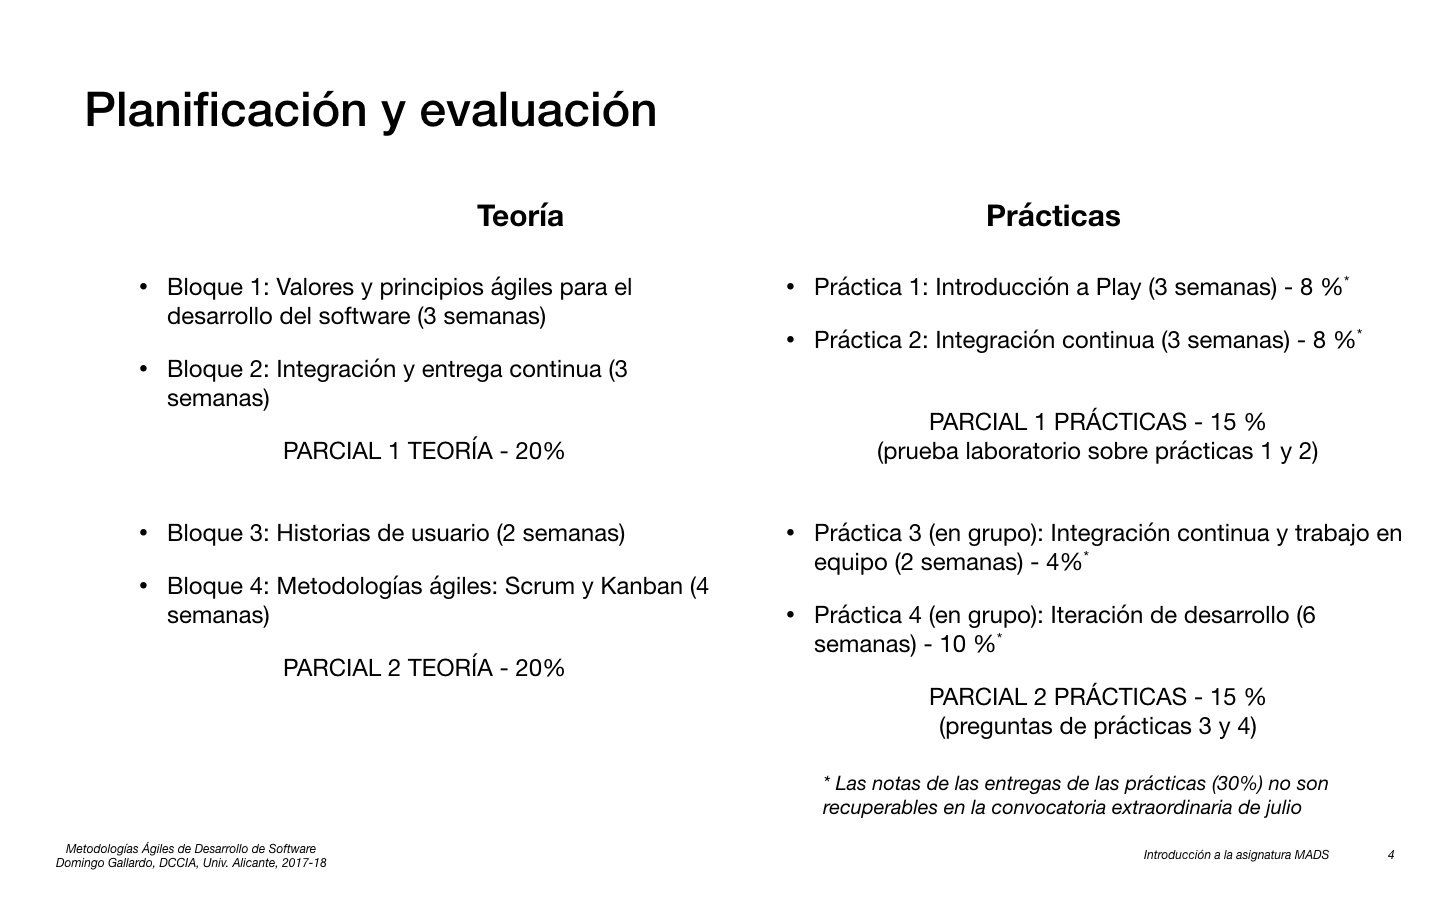 Planificación y evaluación
Teoría
• Bloque 1: Valores y principios ágiles para el
desarrollo del software (3 semanas)
• Bloque 2: Integración y entrega continua (3
semanas)
PARCIAL 1 TEORÍA - 20%
• Bloque 3: Historias de usuario (2 semanas)
• Bloque 4: Metodologías ágiles: Scrum y Kanban (4
semanas)
PARCIAL 2 TEORÍA - 20%
Prácticas
• Práctica 1: Introducción a Play (3 semanas) - 8 %*
• Práctica 2: Integración continua (3 semanas) - 8 %*
PARCIAL 1 PRÁCTICAS - 15 %
(prueba laboratorio sobre prácticas 1 y 2)
• Práctica 3 (en grupo): Integración continua y trabajo en
equipo (2 semanas) - 4%*
• Práctica 4 (en grupo): Iteración de desarrollo (6
semanas) - 10 %*
PARCIAL 2 PRÁCTICAS - 15 %
(preguntas de prácticas 3 y 4)
* Las notas de las entregas de las prácticas (30%) no son
recuperables en la convocatoria extraordinaria de julio
Metodologías Ágiles de Desarrollo de Software
Domingo Gallardo, DCCIA, Univ. Alicante, 2017-18
Introducción a la asignatura MADS
4